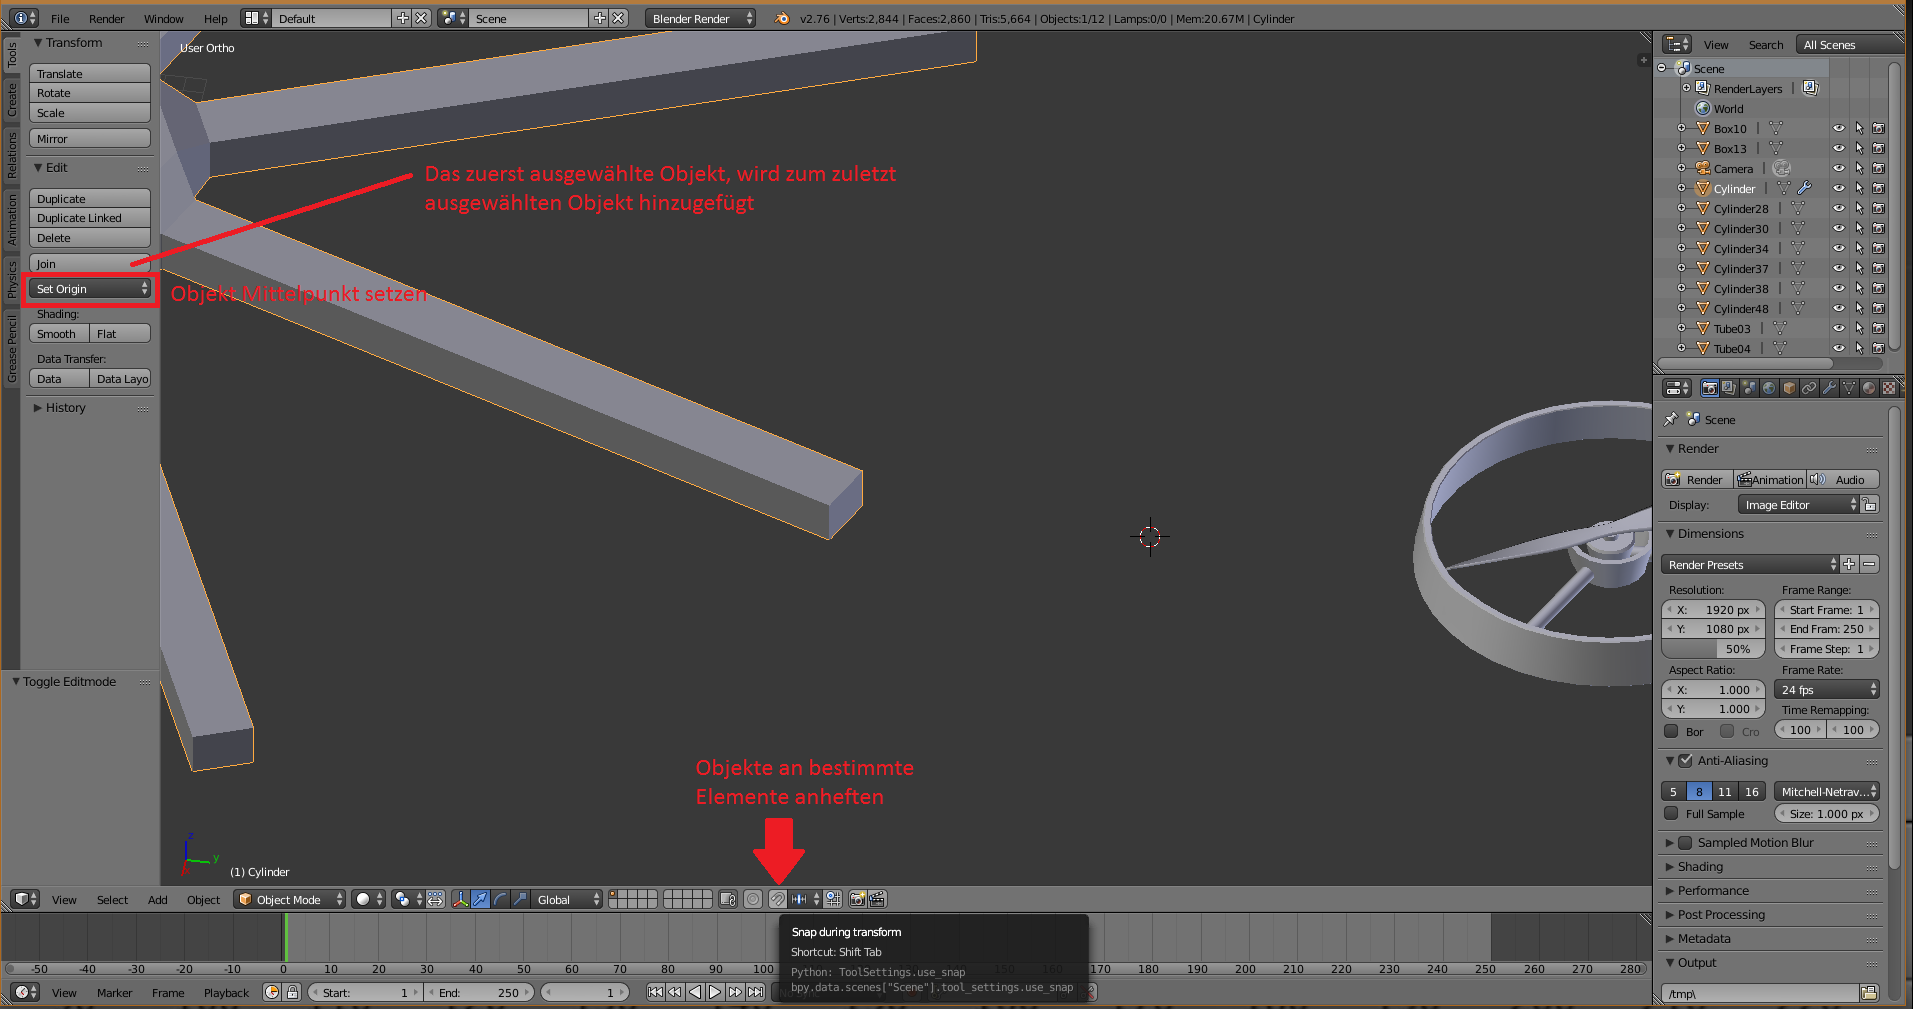 File Render Window Help Default Scene Blender Render v2.76 | Verts:2,844 | Faces:2,860 | Tris:5,664 | Objects:1/12 | Lamps:0/0 | Mem:20.67M | Cylinder
Tools
Create
Relations
Animation
Physics
Grease Pencil
Transform
Translate
Rotate
Scale
Mirror
Edit
Duplicate
Duplicate Linked
Delete
Join
Set Origin
Shading:
Smooth Flat
Data Transfer:
Data Data Layo
History
Toggle Editmode
User Ortho
Das zuerst ausgewählte Objekt, wird zum zuletzt
ausgewählten Objekt hinzugefügt
Objekt Mittelpunkt setzen
Objekte an bestimmte
Elemente anheften
z
y
(1) Cylinder
View Select Add Object Object Mode Global
Snap during transform
Shortcut: Shift Tab
Python: ToolSettings.use_snap
bpy.data.scenes["Scene"].tool_settings.use_snap
-50 -40 -30 -20 -10 0 10 20 30 40 50 60 70 80 90 100 170 180 190 200 210 220 230 240 250 260 270 280
View Marker Frame Playback Start: 1 End: 250 1
View Search All Scenes
Scene
RenderLayers |
World
Box10 |
Box13 |
Camera |
Cylinder |
Cylinder28 |
Cylinder30 |
Cylinder34 |
Cylinder37 |
Cylinder38 |
Cylinder48 |
Tube03 |
Tube04 |
Scene
Render
Render Animation Audio
Display: Image Editor
Dimensions
Render Presets
Resolution: Frame Range:
X: 1920 px Start Frame: 1
Y: 1080 px End Fram: 250
50% Frame Step: 1
Aspect Ratio: Frame Rate:
X: 1.000 24 fps
Y: 1.000 Time Remapping:
Bor Cro 100 100
Anti-Aliasing
5 8 11 16 Mitchell-Netrav...
Full Sample Size: 1.000 px
Sampled Motion Blur
Shading
Performance
Post Processing
Metadata
Output
/tmp\